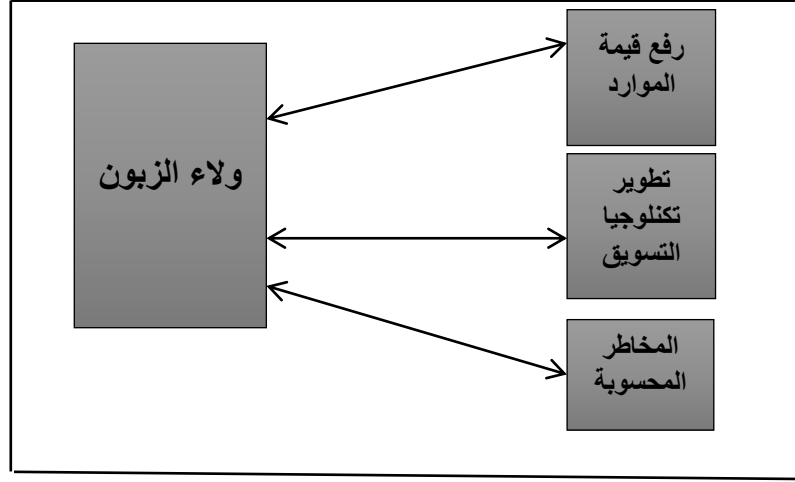 رفع قيمة
الموارد
ولاء الزبون
تطوير
تكنلوجيا
التسويق
المخاطر
المحسوبة